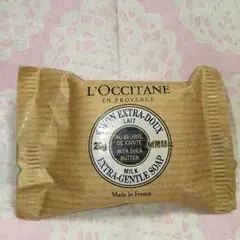 L'OCCITANE
EN PROVENCE
SAVON EXTRA-DOUX
LAIT
AU BEURRE
DE KARITÉ
WITH SHEA
BUTTER
25g
MILK
EXTRA-GENTLE SOAP
Made in France